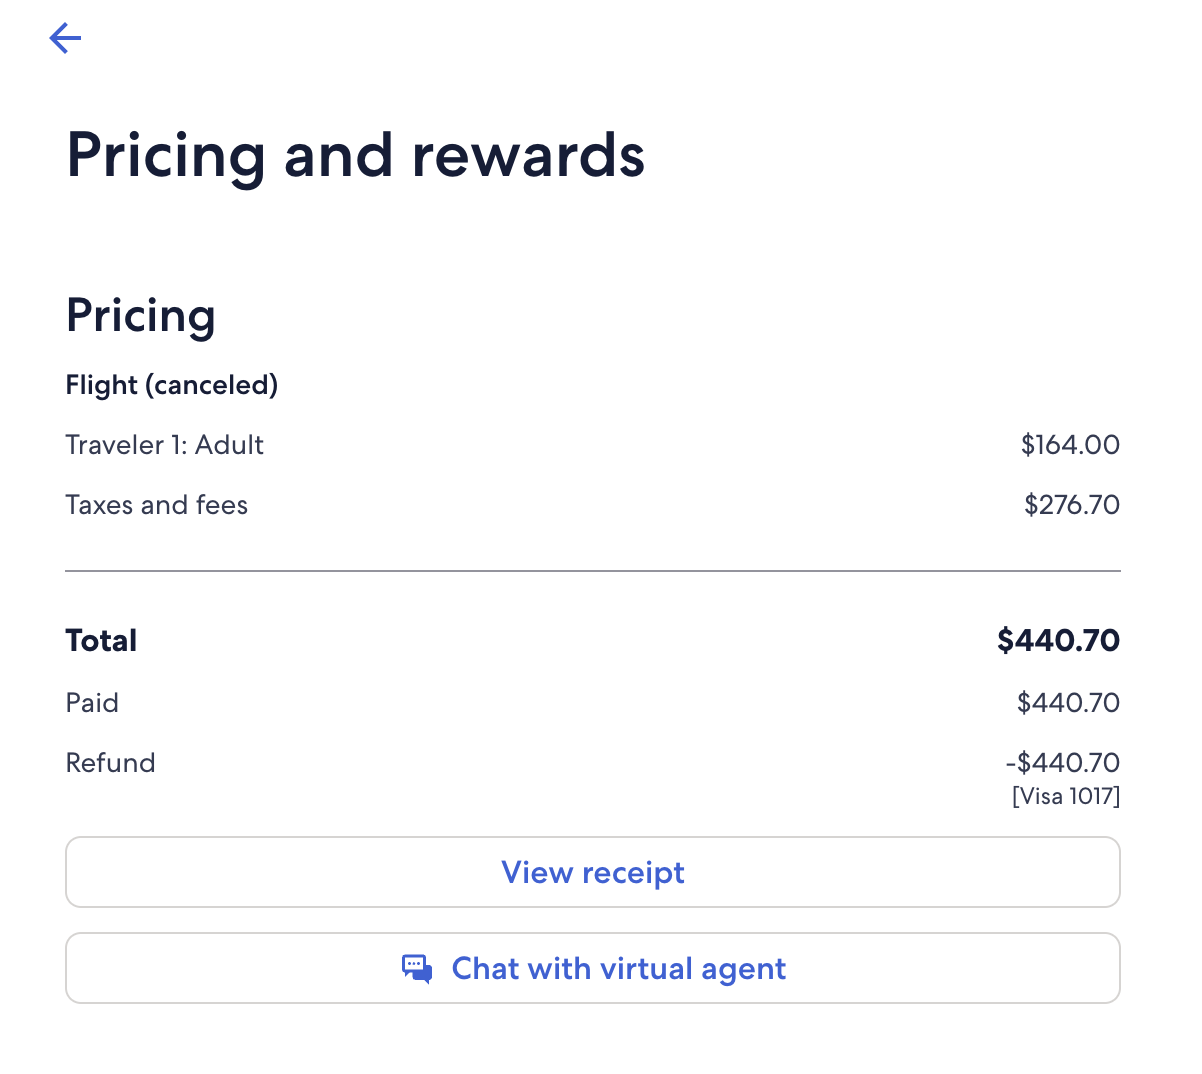 Pricing and rewards
Pricing
Flight (canceled)
Traveler 1: Adult $164.00
Taxes and fees $276.70
Total $440.70
Paid $440.70
Refund -$440.70
[Visa 1017]
View receipt
Chat with virtual agent